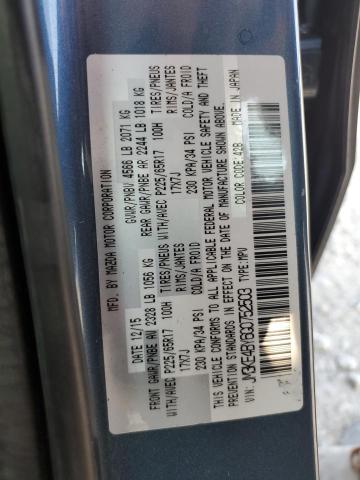 MFD. BY MAZDA MOTOR CORPORATION
DATE 12/15 GVWR/PNBV 4566 LB 2071 KG
FRONT GAWR/PNBE AV 2328 LB 1056 KG REAR GAWR/PNBE AR 2244 LB 1018 KG
WITH/AVEC P225/65R17 100H TIRES/PNEUS WITH/AVEC P225/65R17 100H TIRES/PNEUS
17X7J RIMS/JANTES 17X7J RIMS/JANTES
230 KPA/34 PSI COLD/A FROID 230 KPA/34 PSI COLD/A FROID
THIS VEHICLE CONFORMS TO ALL APPLICABLE FEDERAL MOTOR VEHICLE SAFETY AND THEFT
PREVENTION STANDARDS IN EFFECT ON THE DATE OF MANUFACTURE SHOWN ABOVE.
VIN: JM3KE4BY6G0752503 TYPE:MPV COLOR CODE:42B MADE IN JAPAN